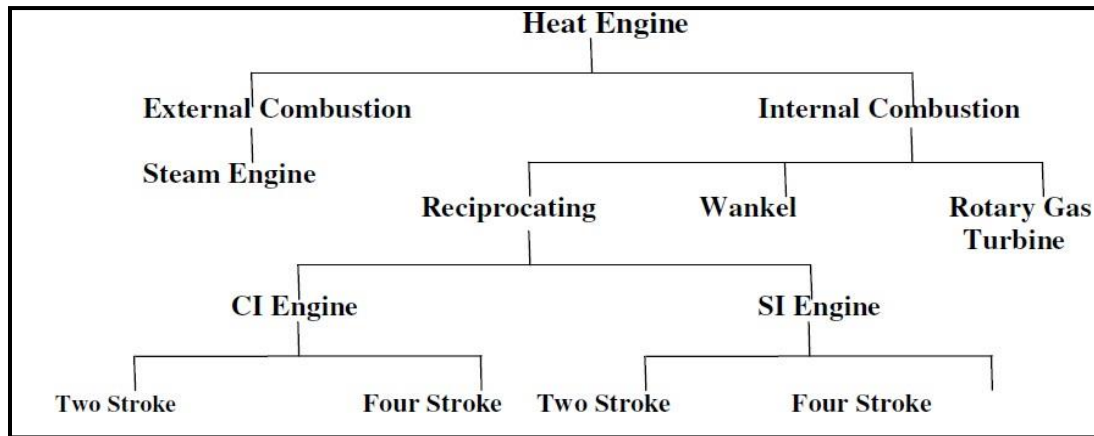 Heat Engine
External Combustion
Internal Combustion
Steam Engine
Reciprocating
Wankel
Rotary Gas
Turbine
CI Engine
SI Engine
Two Stroke
Four Stroke
Two Stroke
Four Stroke